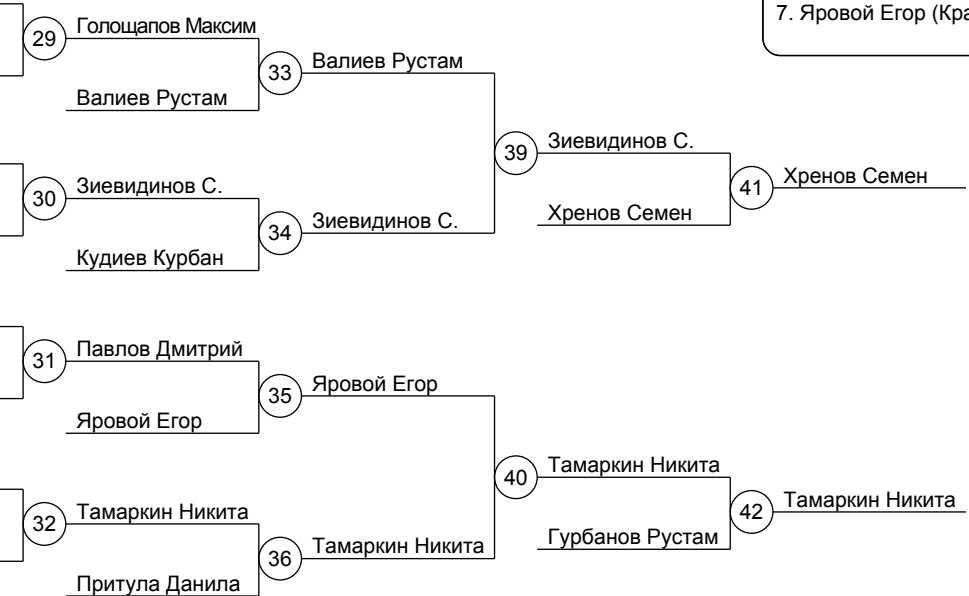 7. Яровой Егор (Кра
29 Голощапов Максим
33 Валиев Рустам
Валиев Рустам
39 Зиевидинов С.
41 Хренов Семен
30 Зиевидинов С.
Хренов Семен
34 Зиевидинов С.
Кудиев Курбан
31 Павлов Дмитрий
35 Яровой Егор
Яровой Егор
40 Тамаркин Никита
42 Тамаркин Никита
32 Тамаркин Никита
Гурбанов Рустам
36 Тамаркин Никита
Притула Данила